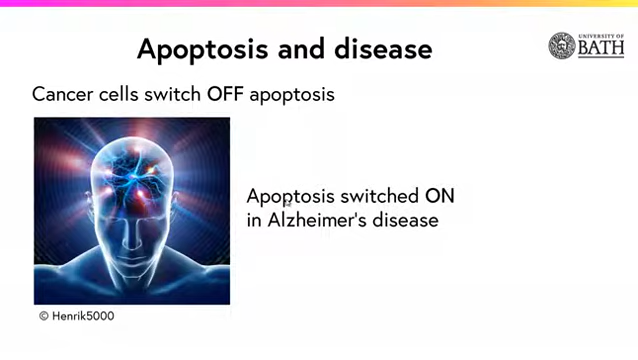 Apoptosis and disease
UNIVERSITY OF
BATH
Cancer cells switch OFF apoptosis
Apoptosis switched ON
in Alzheimer's disease
© Henrik5000